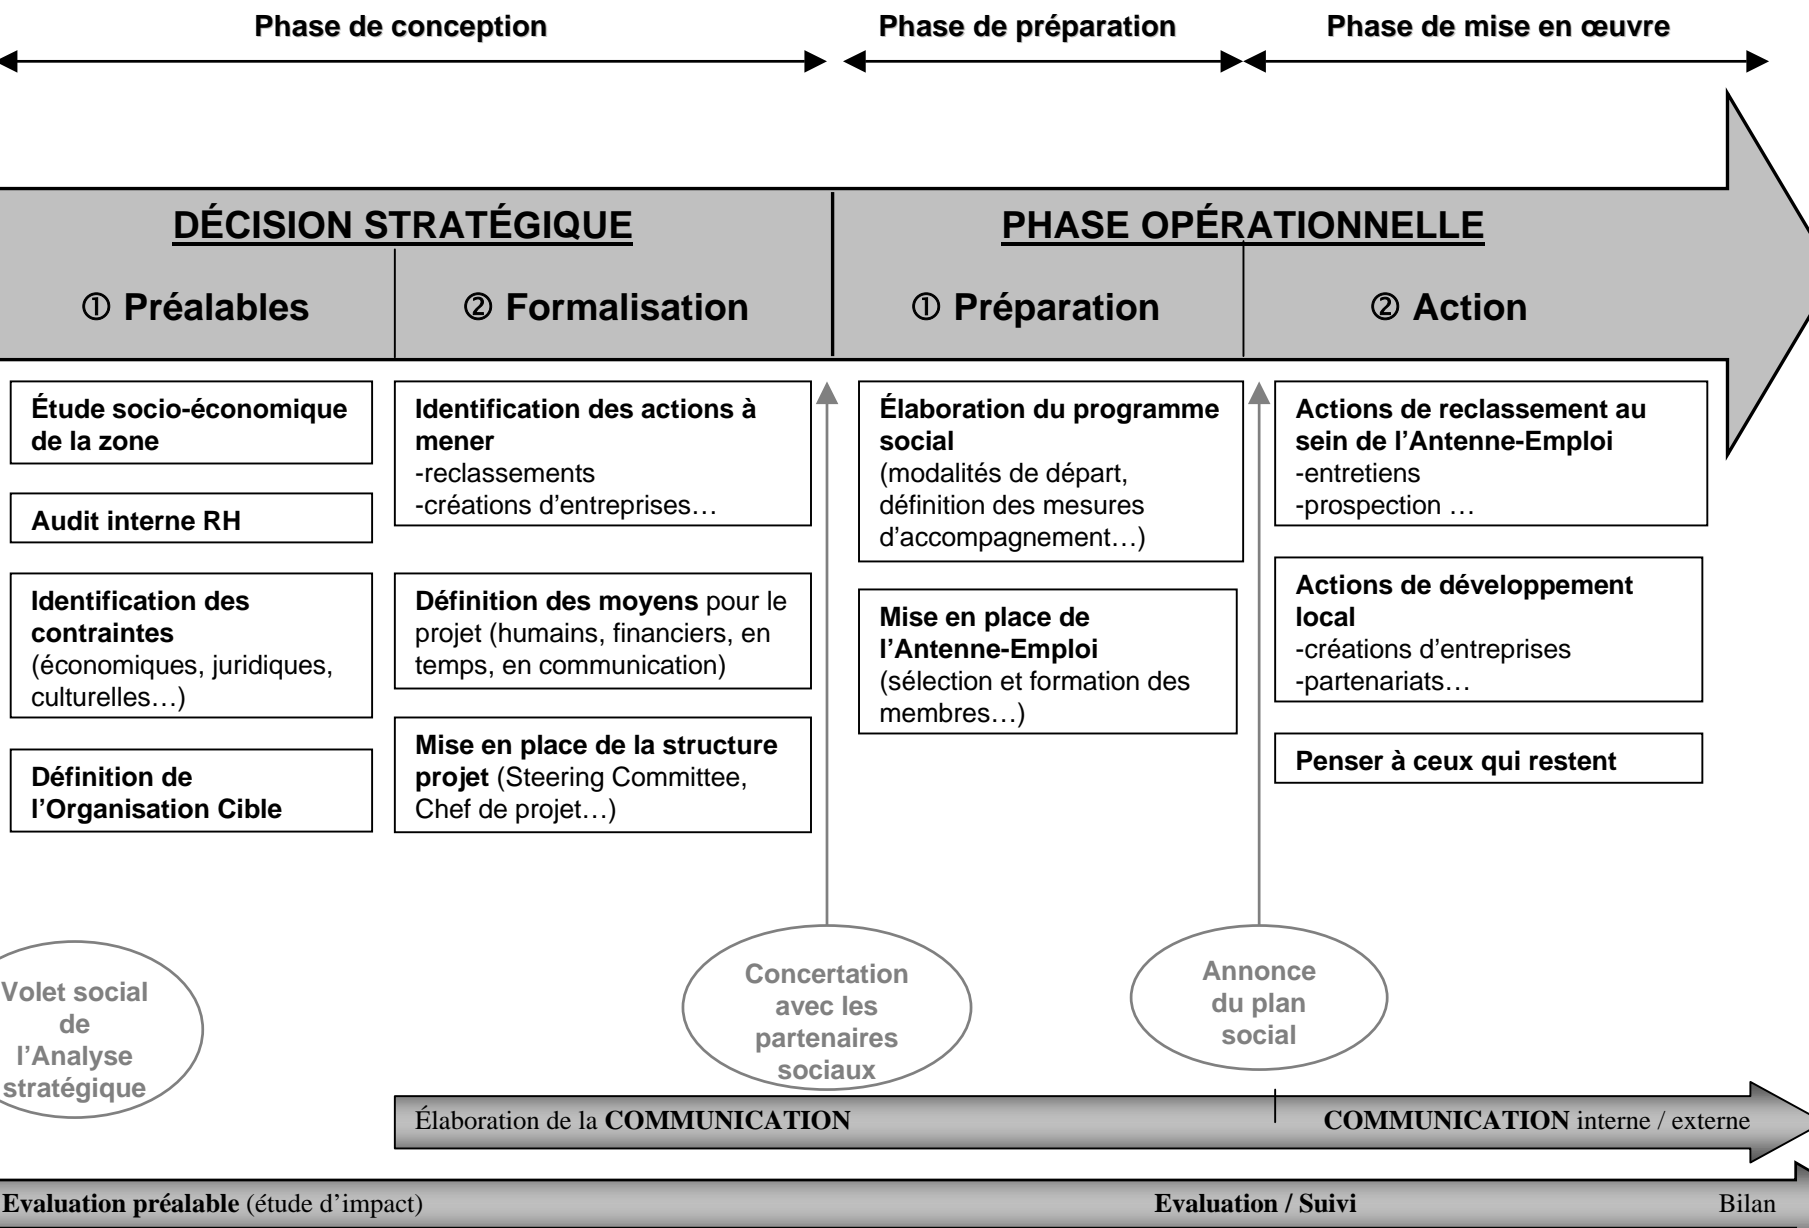 Phase de conception
Phase de préparation
Phase de mise en œuvre
DÉCISION STRATÉGIQUE
PHASE OPÉRATIONNELLE
① Préalables
② Formalisation
① Préparation
② Action
Étude socio-économique
de la zone
Audit interne RH
Identification des
contraintes
(économiques, juridiques,
culturelles…)
Définition de
l’Organisation Cible
Identification des actions à
mener
-reclassements
-créations d’entreprises…
Définition des moyens pour le
projet (humains, financiers, en
temps, en communication)
Mise en place de la structure
projet (Steering Committee,
Chef de projet…)
Élaboration du programme
social
(modalités de départ,
définition des mesures
d’accompagnement…)
Mise en place de
l’Antenne-Emploi
(sélection et formation des
membres…)
Actions de reclassement au
sein de l’Antenne-Emploi
-entretiens
-prospection …
Actions de développement
local
-créations d’entreprises
-partenariats…
Penser à ceux qui restent
Volet social
de
l’Analyse
stratégique
Concertation
avec les
partenaires
sociaux
Annonce
du plan
social
Élaboration de la COMMUNICATION
COMMUNICATION interne / externe
Evaluation préalable (étude d’impact)
Evaluation / Suivi
Bilan